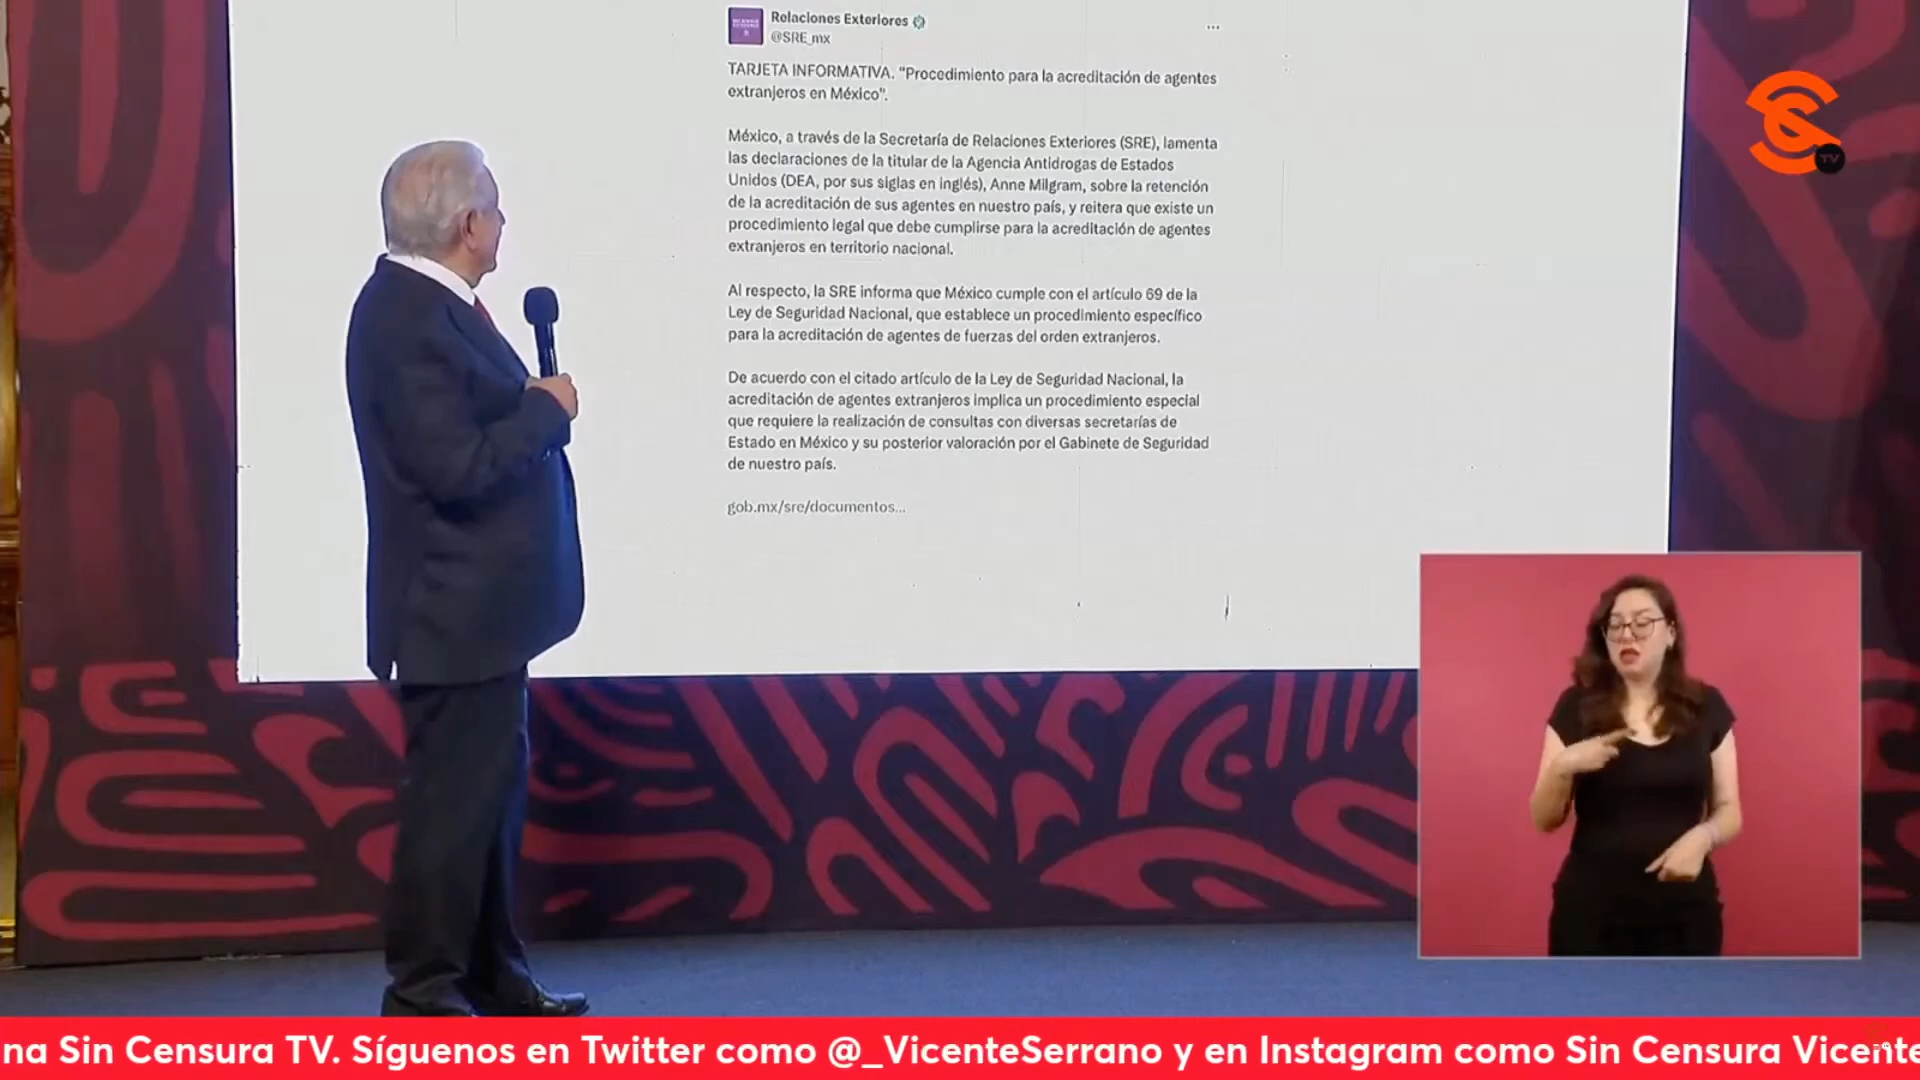 Relaciones Exteriores
@SRE_mx
TARJETA INFORMATIVA. "Procedimiento para la acreditación de agentes
extranjeros en México".
México, a través de la Secretaría de Relaciones Exteriores (SRE), lamenta
las declaraciones de la titular de la Agencia Antidrogas de Estados
Unidos (DEA, por sus siglas en inglés), Anne Milgram, sobre la retención
de la acreditación de sus agentes en nuestro país, y reitera que existe un
procedimiento legal que debe cumplirse para la acreditación de agentes
extranjeros en territorio nacional.
Al respecto, la SRE informa que México cumple con el artículo 69 de la
Ley de Seguridad Nacional, que establece un procedimiento específico
para la acreditación de agentes de fuerzas del orden extranjeros.
De acuerdo con el citado artículo de la Ley de Seguridad Nacional, la
acreditación de agentes extranjeros implica un procedimiento especial
que requiere la realización de consultas con diversas secretarías de
Estado en México y su posterior valoración por el Gabinete de Seguridad
de nuestro país.
gob.mx/sre/documentos...
TV
na Sin Censura TV. Síguenos en Twitter como @_VicenteSerrano y en Instagram como Sin Censura Vicente